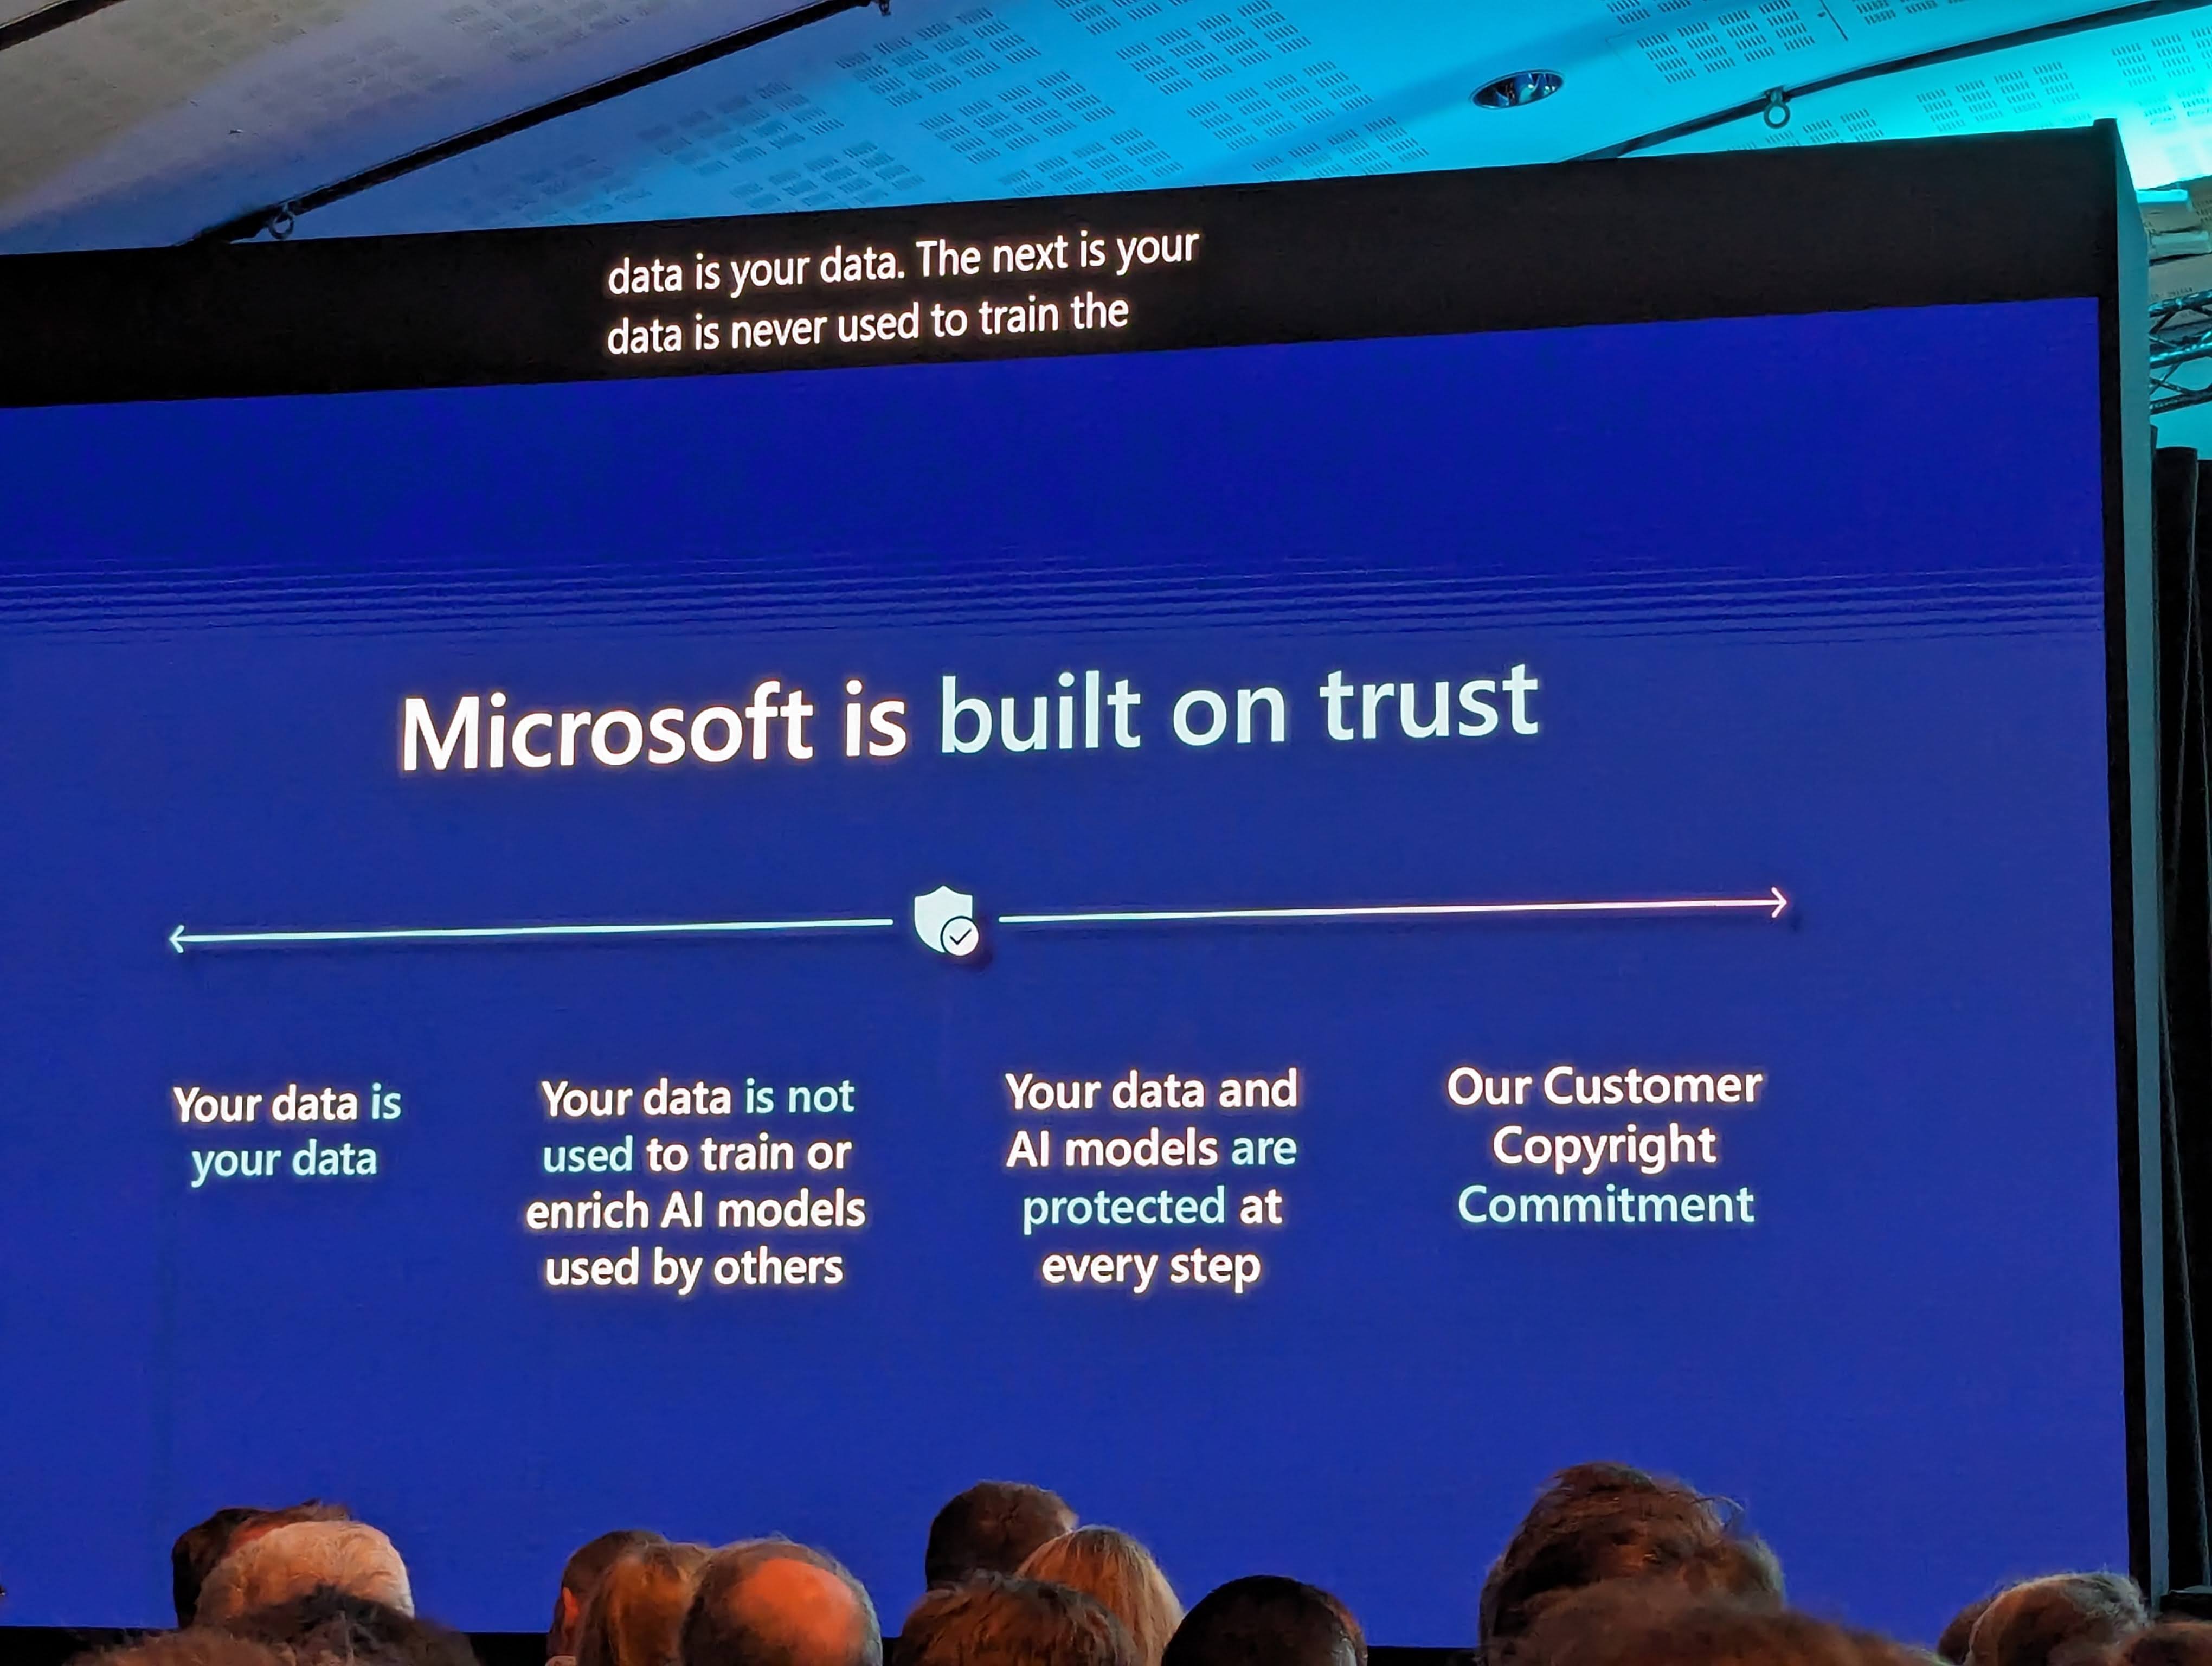 data is your data. The next is your
data is never used to train the
Microsoft is built on trust
Your data is
your data
Your data is not
used to train or
enrich AI models
used by others
Your data and
AI models are
protected at
every step
Our Customer
Copyright
Commitment